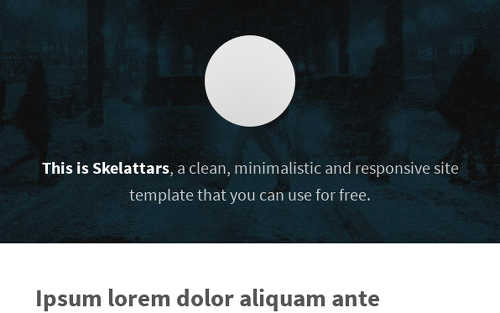 This is Skelattars, a clean, minimalistic and responsive site
template that you can use for free.
Ipsum lorem dolor aliquam ante